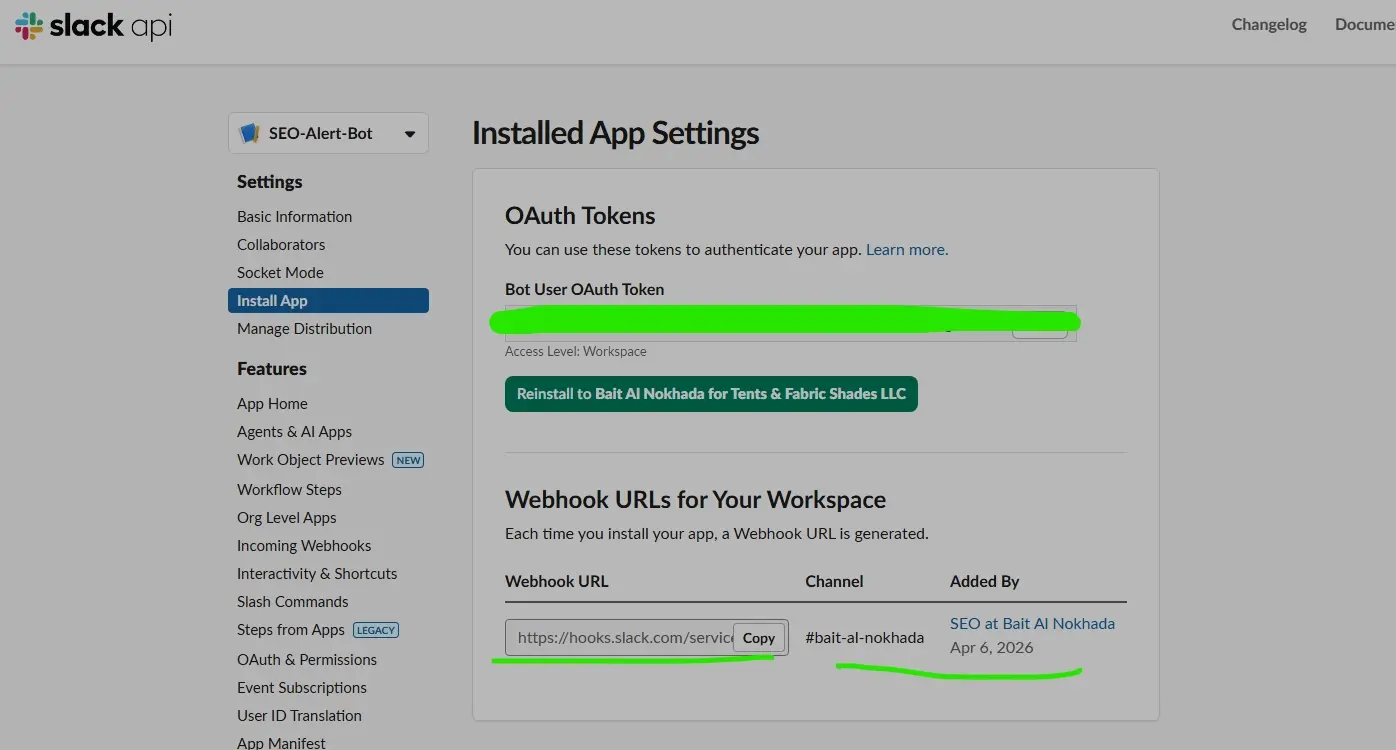 slack api
Changelog
Docume
SEO-Alert-Bot
Settings
Basic Information
Collaborators
Socket Mode
Install App
Manage Distribution
Features
App Home
Agents & AI Apps
Work Object Previews NEW
Workflow Steps
Org Level Apps
Incoming Webhooks
Interactivity & Shortcuts
Slash Commands
Steps from Apps LEGACY
OAuth & Permissions
Event Subscriptions
User ID Translation
App Manifest
Installed App Settings
OAuth Tokens
You can use these tokens to authenticate your app. Learn more.
Bot User OAuth Token
Access Level: Workspace
Reinstall to Bait Al Nokhada for Tents & Fabric Shades LLC
Webhook URLs for Your Workspace
Each time you install your app, a Webhook URL is generated.
Webhook URL Channel Added By
https://hooks.slack.com/servic Copy #bait-al-nokhada SEO at Bait Al Nokhada
Apr 6, 2026